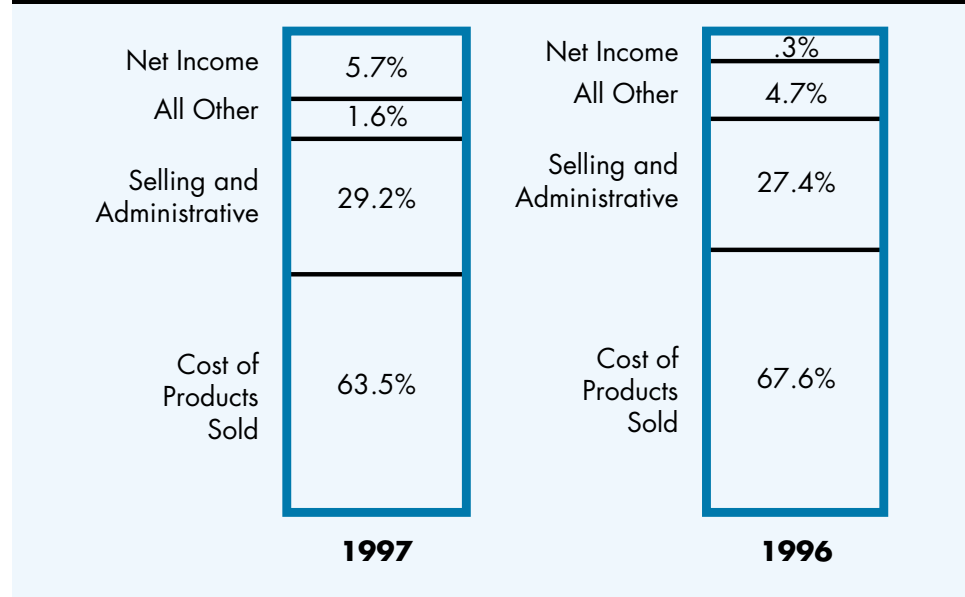 Net Income
5.7%
All Other
1.6%
Selling and
Administrative
29.2%
Cost of
Products
Sold
63.5%
1997
Net Income
.3%
All Other
4.7%
Selling and
Administrative
27.4%
Cost of
Products
Sold
67.6%
1996